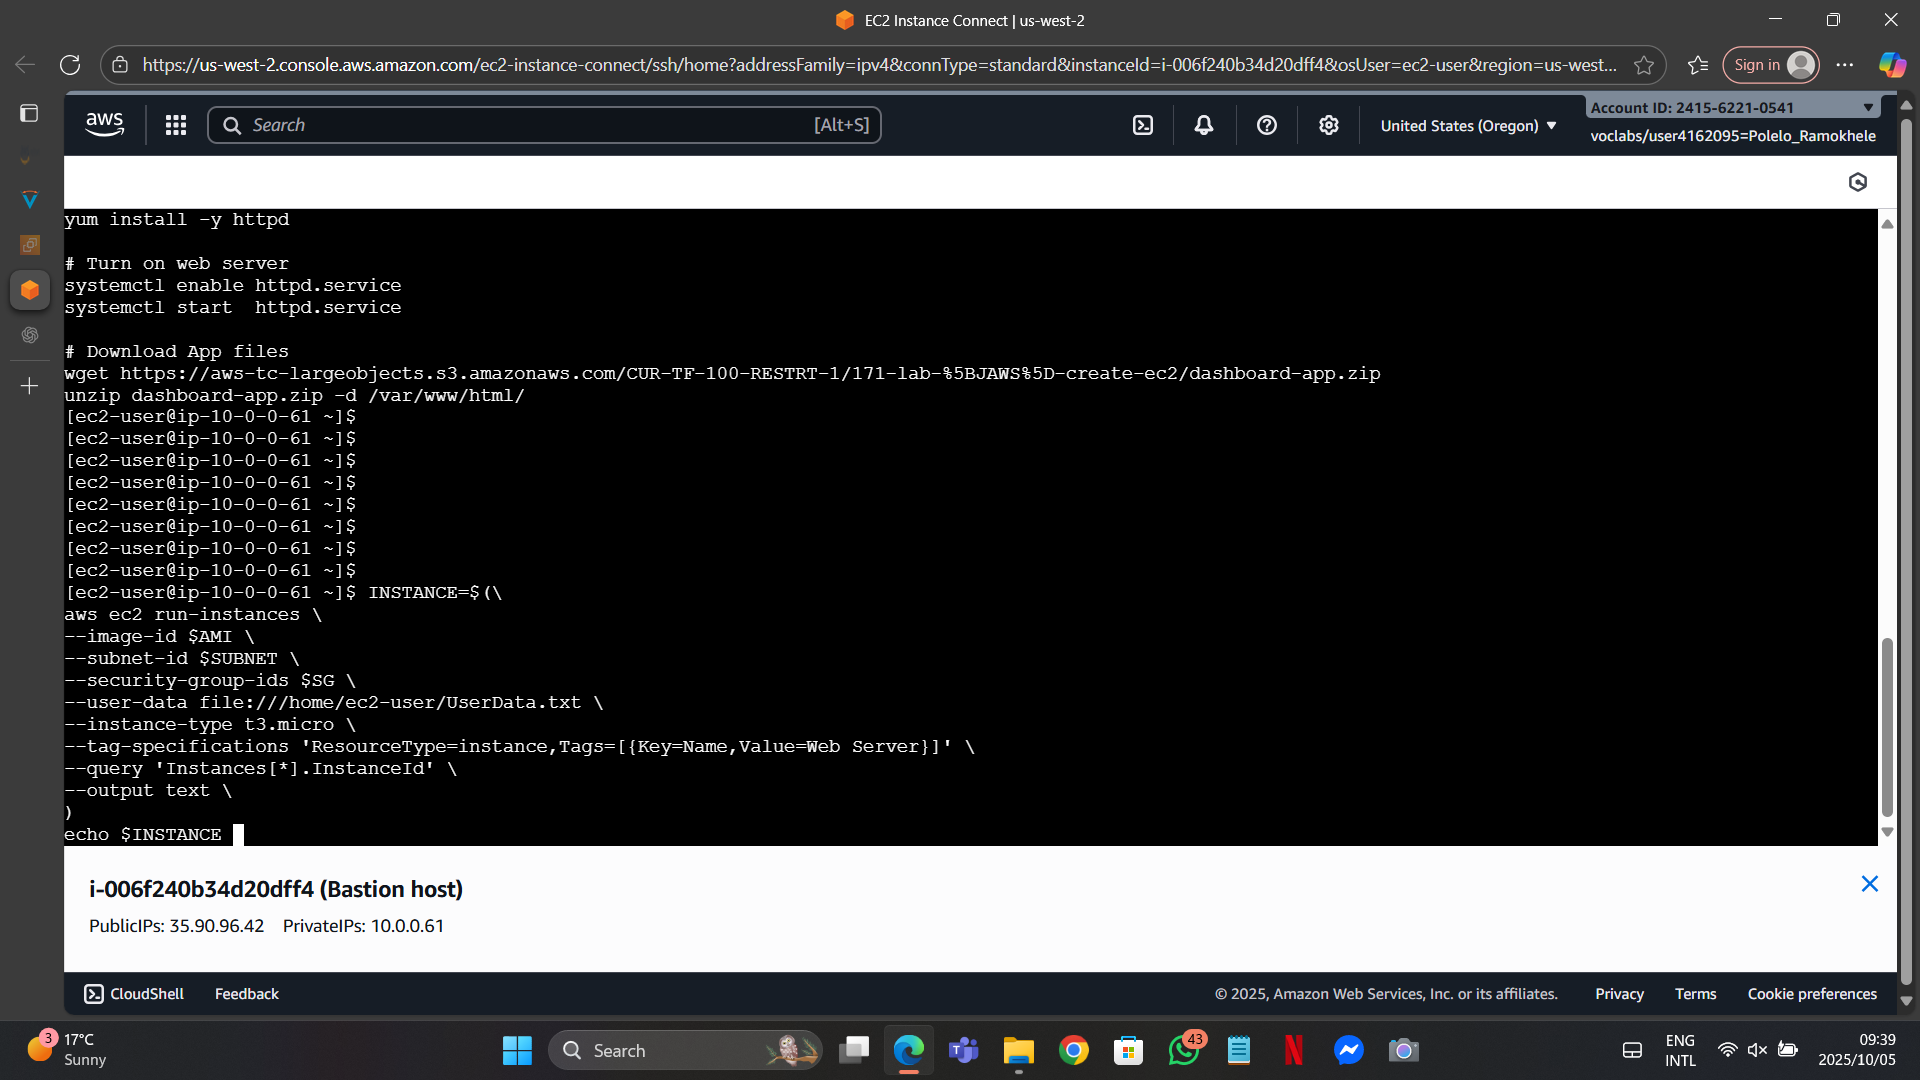 EC2 Instance Connect | us-west-2
https://us-west-2.console.aws.amazon.com/ec2-instance-connect/ssh/home?addressFamily=ipv4&connType=standard&instanceId=i-006f240b34d20dff4&osUser=ec2-user&region=us-west...
Sign in
aws
Search
[Alt+S]
United States (Oregon)
Account ID: 2415-6221-0541
voclabs/user4162095=Polelo_Ramokhele
yum install -y httpd
# Turn on web server
systemctl enable httpd.service
systemctl start  httpd.service
# Download App files
wget https://aws-tc-largeobjects.s3.amazonaws.com/CUR-TF-100-RESTRT-1/171-lab-%5BJAWS%5D-create-ec2/dashboard-app.zip
unzip dashboard-app.zip -d /var/www/html/
[ec2-user@ip-10-0-0-61 ~]$
[ec2-user@ip-10-0-0-61 ~]$
[ec2-user@ip-10-0-0-61 ~]$
[ec2-user@ip-10-0-0-61 ~]$
[ec2-user@ip-10-0-0-61 ~]$
[ec2-user@ip-10-0-0-61 ~]$
[ec2-user@ip-10-0-0-61 ~]$
[ec2-user@ip-10-0-0-61 ~]$
[ec2-user@ip-10-0-0-61 ~]$ INSTANCE=$(\
aws ec2 run-instances \
--image-id $AMI \
--subnet-id $SUBNET \
--security-group-ids $SG \
--user-data file:///home/ec2-user/UserData.txt \
--instance-type t3.micro \
--tag-specifications 'ResourceType=instance,Tags=[{Key=Name,Value=Web Server}]' \
--query 'Instances[*].InstanceId' \
--output text \
)
echo $INSTANCE
i-006f240b34d20dff4 (Bastion host)
PublicIPs: 35.90.96.42 PrivateIPs: 10.0.0.61
CloudShell
Feedback
© 2025, Amazon Web Services, Inc. or its affiliates.
Privacy
Terms
Cookie preferences
3
17°C
Sunny
Search
43
ENG
INTL
09:39
2025/10/05